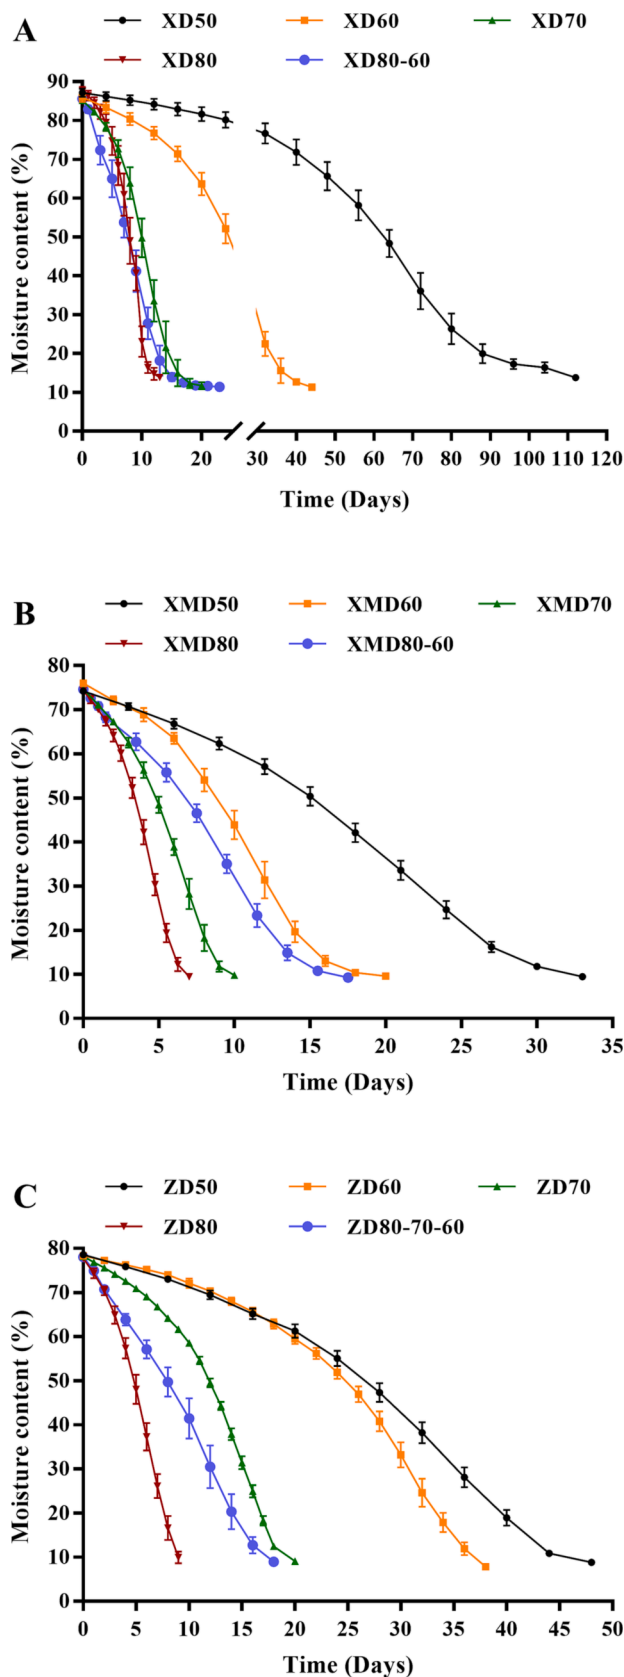 A
XD50 XD60 XD70
XD80 XD80-60
Moisture content (%)
90
80
70
60
50
40
30
20
10
0
0 10 20 30 40 50 60 70 80 90 100 110 120
Time (Days)
B
XMD50 XMD60 XMD70
XMD80 XMD80-60
Moisture content (%)
80
70
60
50
40
30
20
10
0
0 5 10 15 20 25 30 35
Time (Days)
C
ZD50 ZD60 ZD70
ZD80 ZD80-70-60
Moisture content (%)
80
70
60
50
40
30
20
10
0
0 5 10 15 20 25 30 35 40 45 50
Time (Days)